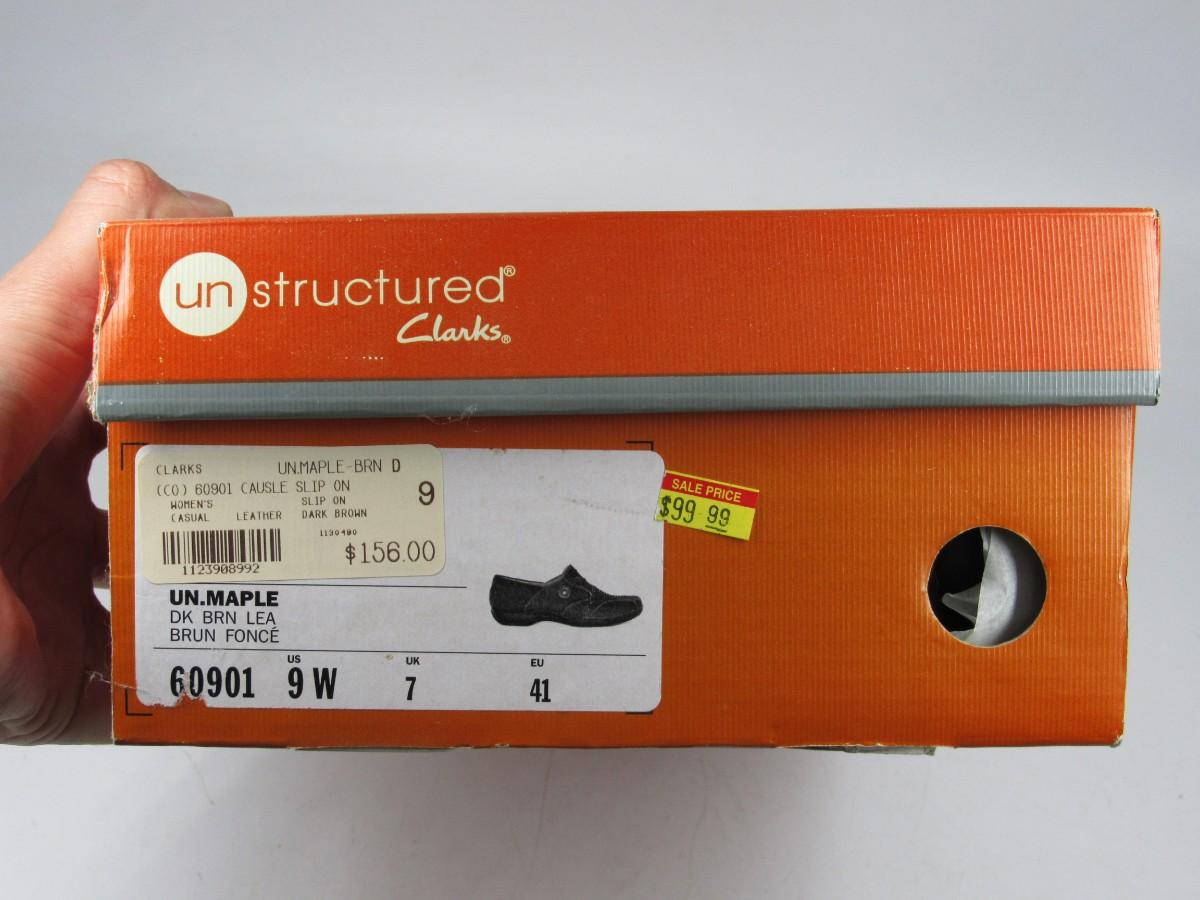 unstructured®
Clarks®
CLARKS UN.MAPLE-BRN D
(CO) 60901 CAUSLE SLIP ON 9
WOMEN'S SLIP ON
CASUAL LEATHER DARK BROWN
1130490
$156.00
1123908992
SALE PRICE
$99.99
UN.MAPLE
DK BRN LEA
BRUN FONCÉ
US UK EU
60901 9 W 7 41